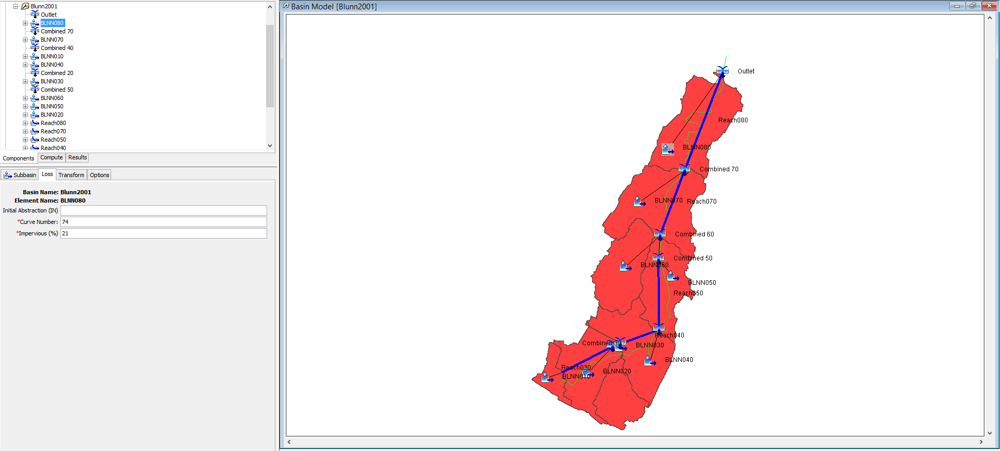 Blunn2001
Outlet
BLNN080
Combined 70
BLNN070
Combined 40
BLNN010
BLNN040
Combined 20
BLNN030
Combined 50
BLNN060
BLNN050
BLNN020
Reach080
Reach070
Reach050
Reach040
Components Compute Results
Subbasin Loss Transform Options
Basin Name: Blunn2001
Element Name: BLNN080
Initial Abstraction (IN)
*Curve Number: 74
*Impervious (%) 21
Basin Model [Blunn2001]
Outlet
Reach080
BLNN080
Combined 70
BLNN070 Reach070
Combined 60
Combined 50
BLNN060
BLNN050
Reach050
Reach040
Combined 30 BLNN030
BLNN040
Reach020
BLNN020
BLNN010